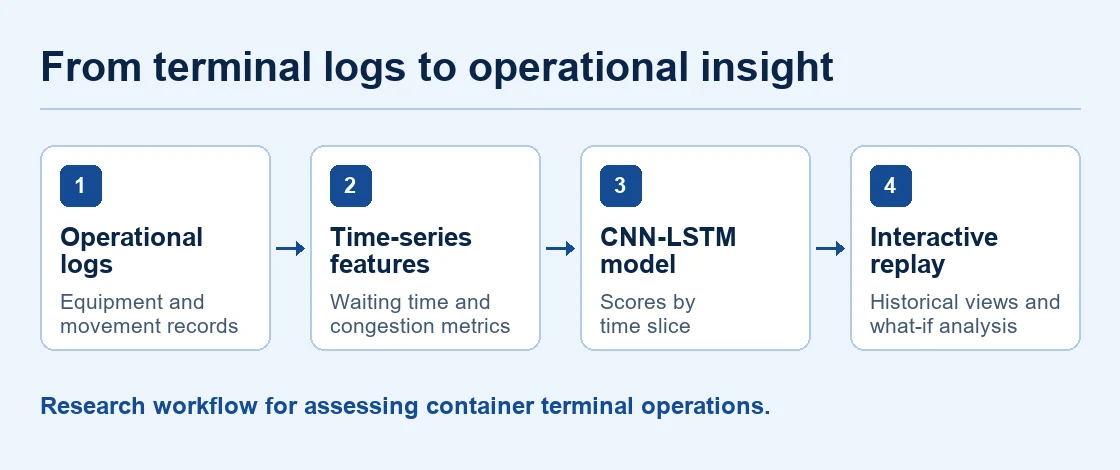 From terminal logs to operational insight
1
Operational
logs
Equipment and
movement records
2
Time-series
features
Waiting time and
congestion metrics
3
CNN-LSTM
model
Scores by
time slice
4
Interactive
replay
Historical views and
what-if analysis
Research workflow for assessing container terminal operations.